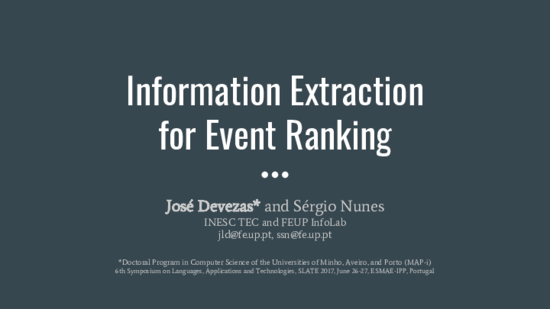 Information Extraction
for Event Ranking
José Devezas* and Sérgio Nunes
INESC TEC and FEUP InfoLab
jld@fe.up.pt, ssn@fe.up.pt
*Doctoral Program in Computer Science of the Universities of Minho, Aveiro, and Porto (MAP-i)
6th Symposium on Languages, Applications and Technologies, SLATE 2017, June 26-27, ESMAE-IPP, Portugal